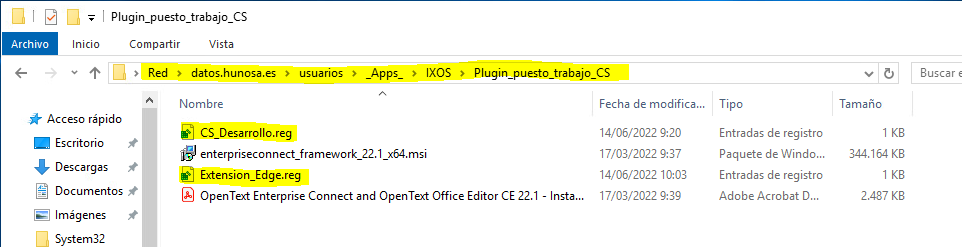 Plugin_puesto_trabajo_CS
Archivo Inicio Compartir Vista
Red > datos.hunosa.es > usuarios > _Apps_ > IXOS > Plugin_puesto_trabajo_CS
Buscar e
Nombre Fecha de modifica... Tipo Tamaño
Acceso rápido
Escritorio
Descargas
Documentos
Imágenes
System32
CS_Desarrollo.reg 14/06/2022 9:20 Entradas de registro 1 KB
enterpriseconnect_framework_22.1_x64.msi 17/03/2022 9:37 Paquete de Windo... 344.164 KB
Extension_Edge.reg 14/06/2022 10:03 Entradas de registro 1 KB
OpenText Enterprise Connect and OpenText Office Editor CE 22.1 - Insta... 17/03/2022 9:39 Adobe Acrobat D... 2.487 KB